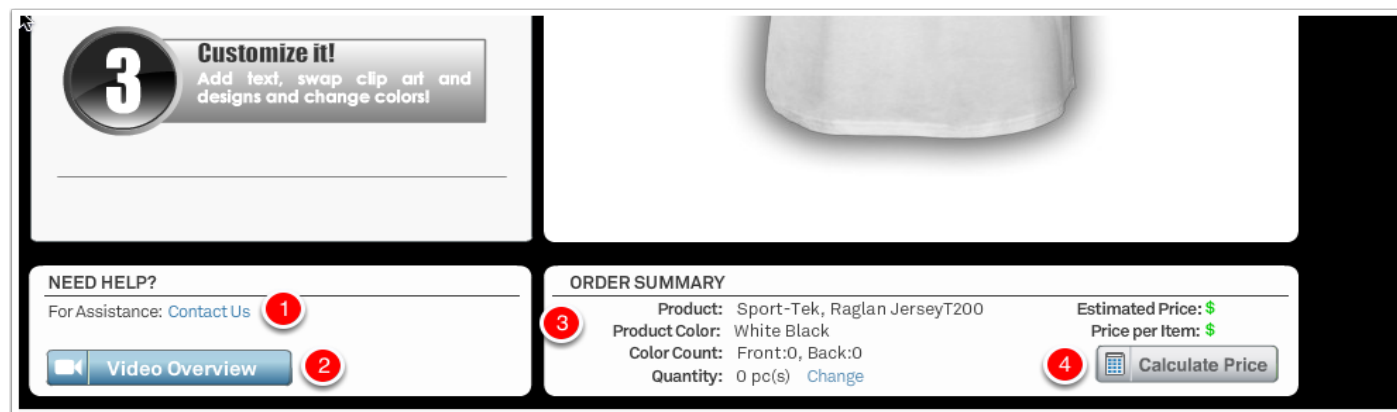 3
Customize it!
Add text, swap clip art and
designs and change colors!
NEED HELP?
For Assistance: Contact Us
1
Video Overview
2
ORDER SUMMARY
3
Product: Sport-Tek, Raglan JerseyT200
Product Color: White Black
Color Count: Front:0, Back:0
Quantity: 0 pc(s) Change
Estimated Price: $
Price per Item: $
4
Calculate Price